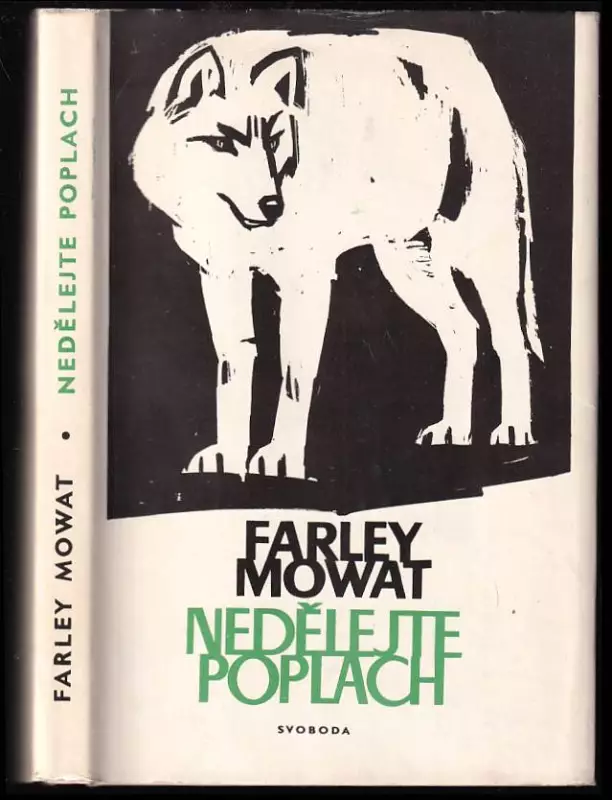 FARLEY MOWAT • NEDĚLEJTE POPLACH
FARLEY
MOWAT
NEDĚLEJTE
POPLACH
SVOBODA